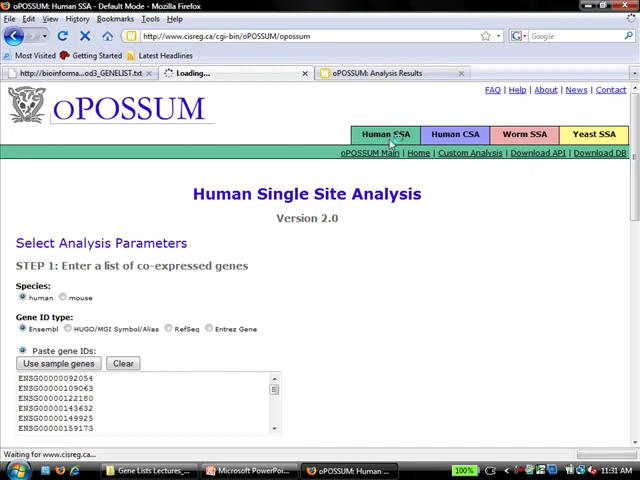 oPOSSUM: Human SSA - Default Mode - Mozilla Firefox
File Edit View History Bookmarks Tools Help
http://www.cisreg.ca/cgi-bin/oPOSSUM/opossum
Google
Most Visited Getting Started Latest Headlines
http://bioinforma...od3_GENELIST.txt Loading... oPOSSUM: Analysis Results
FAQ | Help | About | News | Contact
oPOSSUM
Human SSA Human CSA Worm SSA Yeast SSA
oPOSSUM Main | Home | Custom Analysis | Download API | Download DB
Human Single Site Analysis
Version 2.0
Select Analysis Parameters
STEP 1: Enter a list of co-expressed genes
Species:
human mouse
Gene ID type:
Ensembl HUGO/MGI Symbol/Alias RefSeq Entrez Gene
Paste gene IDs:
Use sample genes Clear
ENSG00000092054
ENSG00000109063
ENSG00000122180
ENSG00000143632
ENSG00000149925
ENSG00000159173
Waiting for www.cisreg.ca...
Gene Lists Lectures_... Microsoft PowerPoi... oPOSSUM: Human ... 100% 11:31 AM